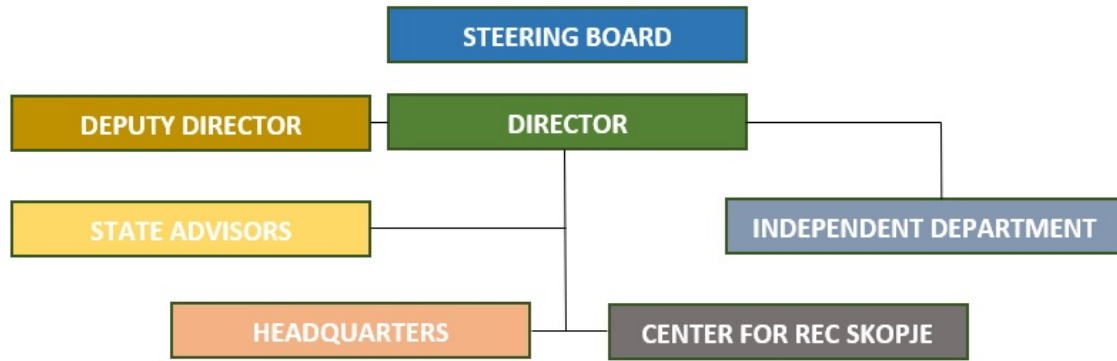 STEERING BOARD
DEPUTY DIRECTOR
DIRECTOR
STATE ADVISORS
INDEPENDENT DEPARTMENT
HEADQUARTERS
CENTER FOR REC SKOPJE